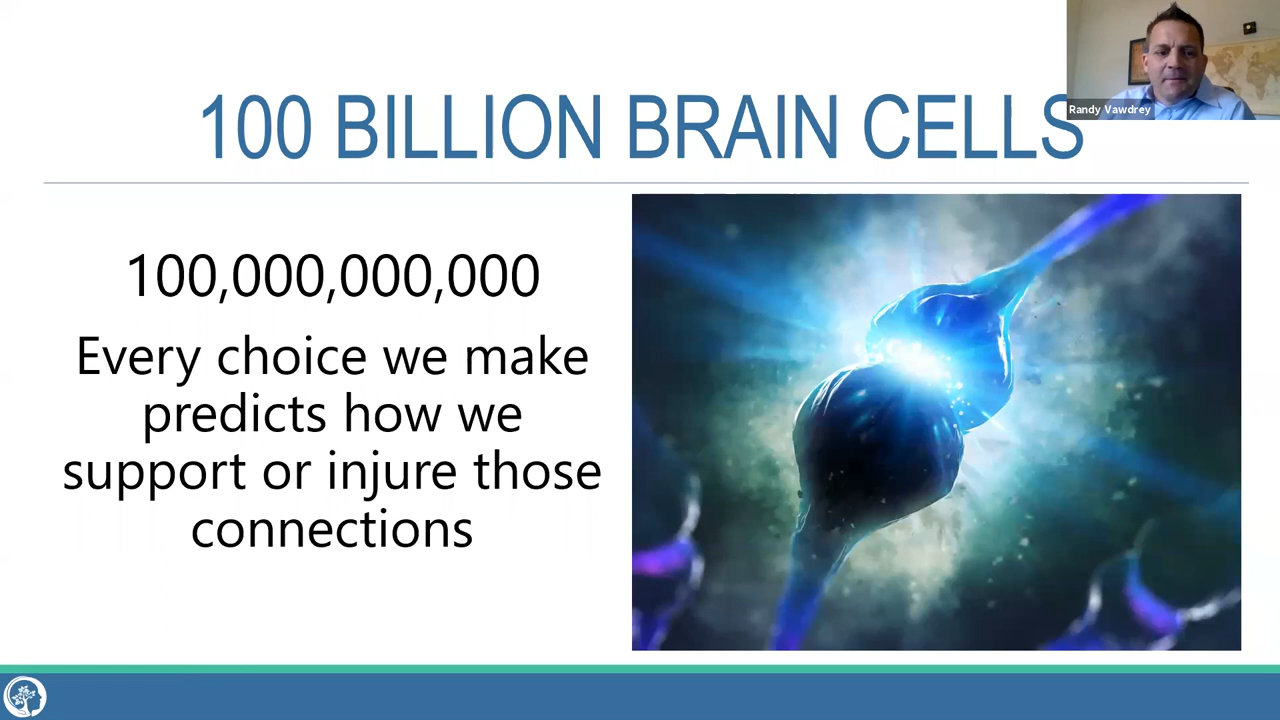 100 BILLION BRAIN CELLS
Randy Vawdrey
100,000,000,000
Every choice we make
predicts how we
support or injure those
connections